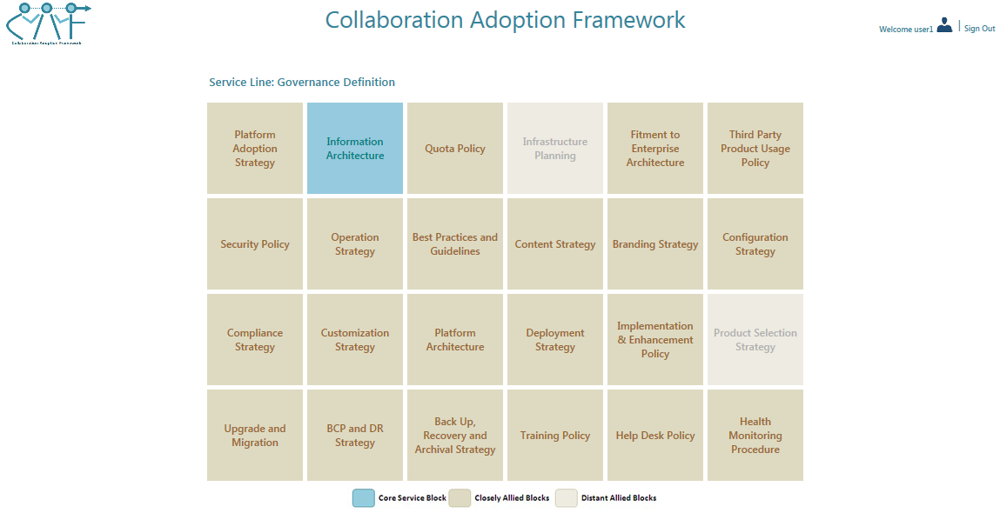 Collaboration Adoption Framework
Collaboration Adoption Framework
Welcome user1 | Sign Out
Service Line: Governance Definition
Platform
Adoption
Strategy
Information
Architecture
Quota Policy
Infrastructure
Planning
Fitment to
Enterprise
Architecture
Third Party
Product Usage
Policy
Security Policy
Operation
Strategy
Best Practices and
Guidelines
Content Strategy
Branding Strategy
Configuration
Strategy
Compliance
Strategy
Customization
Strategy
Platform
Architecture
Deployment
Strategy
Implementation
& Enhancement
Policy
Product Selection
Strategy
Upgrade and
Migration
BCP and DR
Strategy
Back Up,
Recovery and
Archival Strategy
Training Policy
Help Desk Policy
Health
Monitoring
Procedure
Core Service Block
Closely Allied Blocks
Distant Allied Blocks